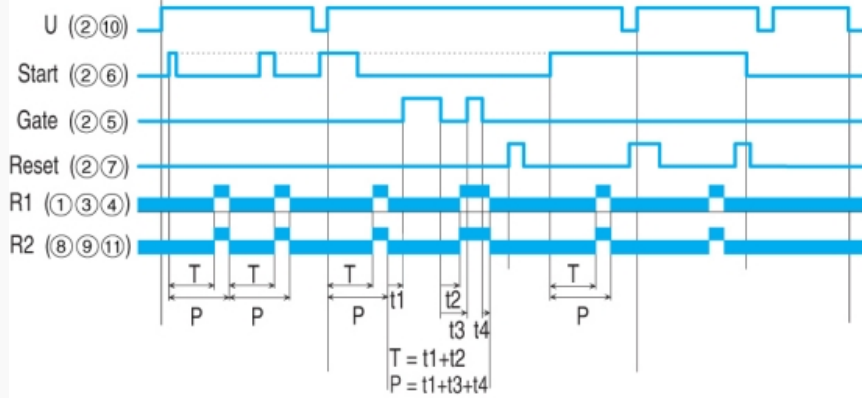 U (②⑩)
Start (②⑥)
Gate (②⑤)
Reset (②⑦)
R1 (①③④)
R2 (⑧⑨⑪)
T T T T
P P P t1 t2 P
t3 t4
T = t1+t2
P = t1+t3+t4